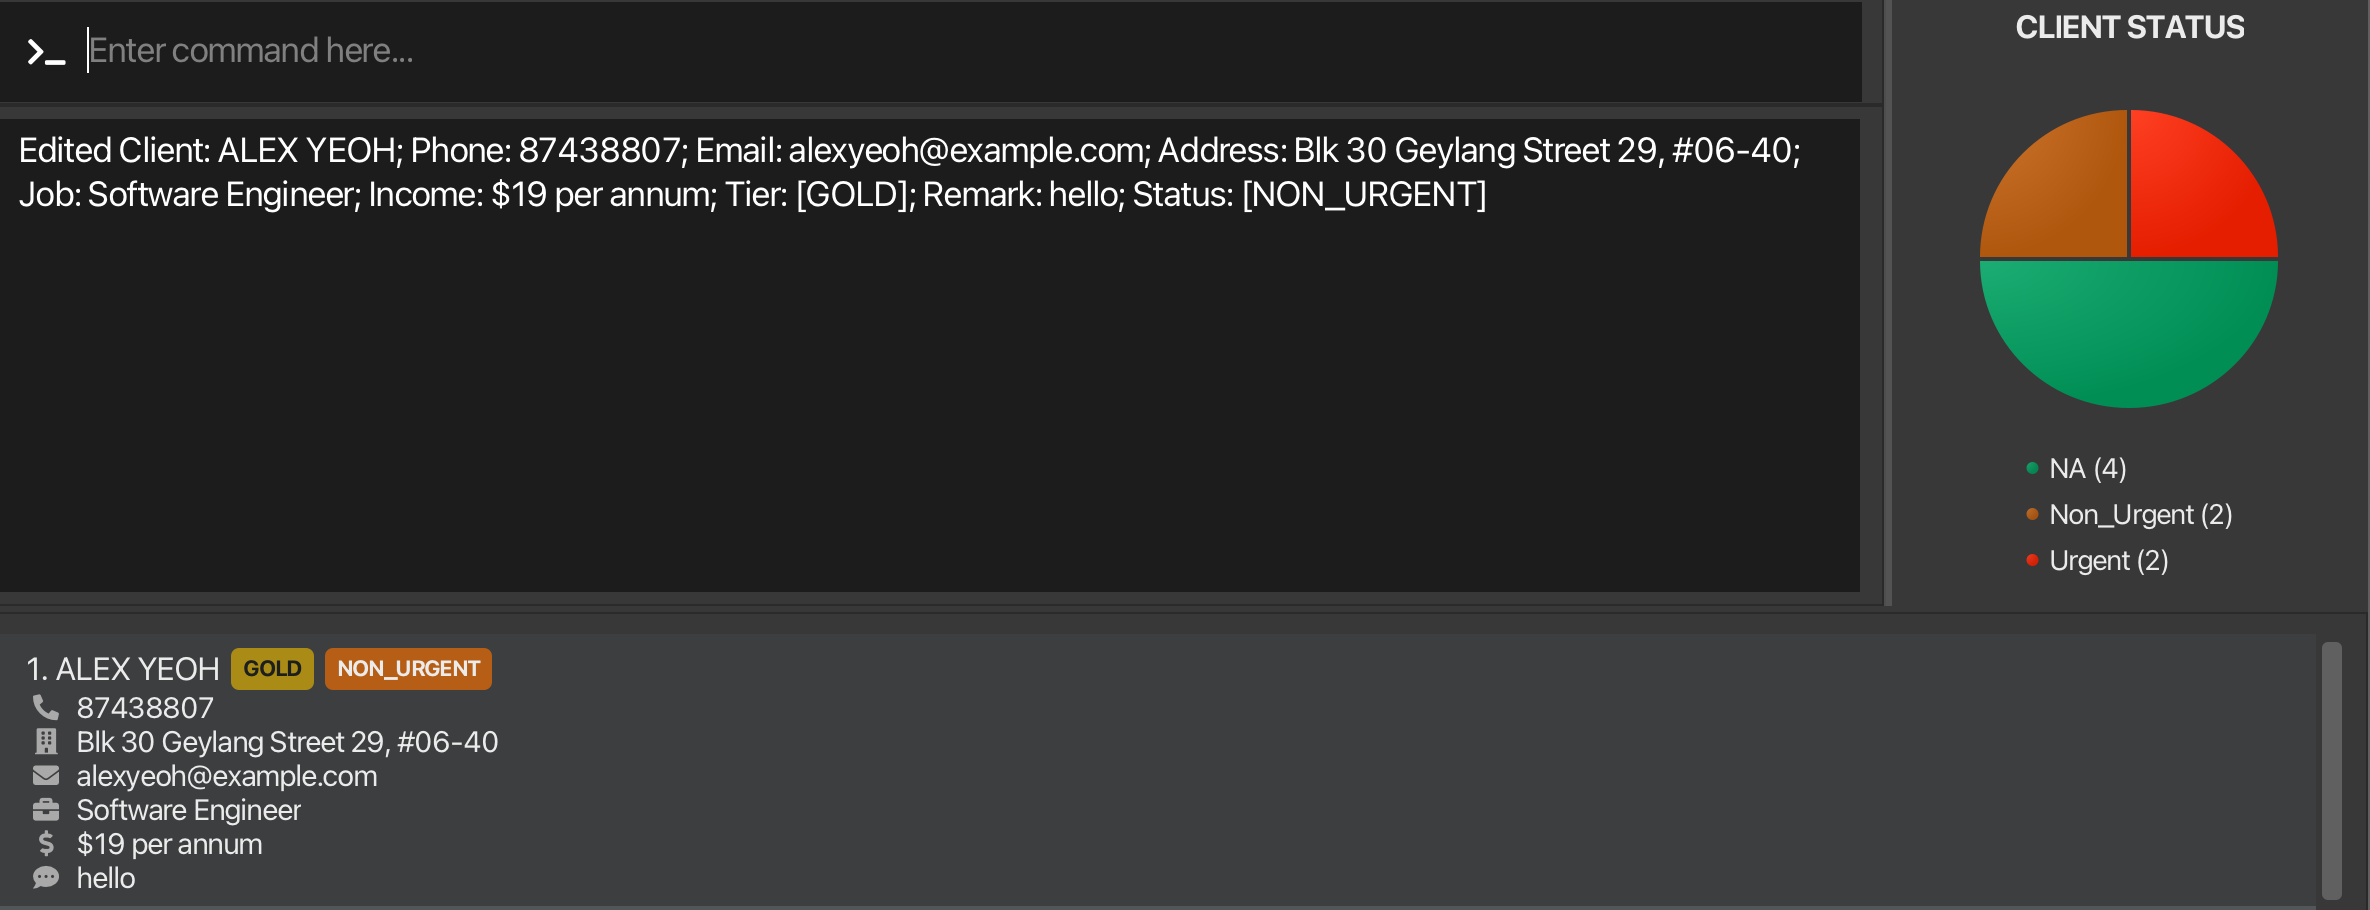 Enter command here...
Edited Client: ALEX YEOH; Phone: 87438807; Email: alexyeoh@example.com; Address: Blk 30 Geylang Street 29, #06-40;
Job: Software Engineer; Income: $19 per annum; Tier: [GOLD]; Remark: hello; Status: [NON_URGENT]
CLIENT STATUS
NA (4)
Non_Urgent (2)
Urgent (2)
1. ALEX YEOH GOLD NON_URGENT
87438807
Blk 30 Geylang Street 29, #06-40
alexyeoh@example.com
Software Engineer
$19 per annum
hello